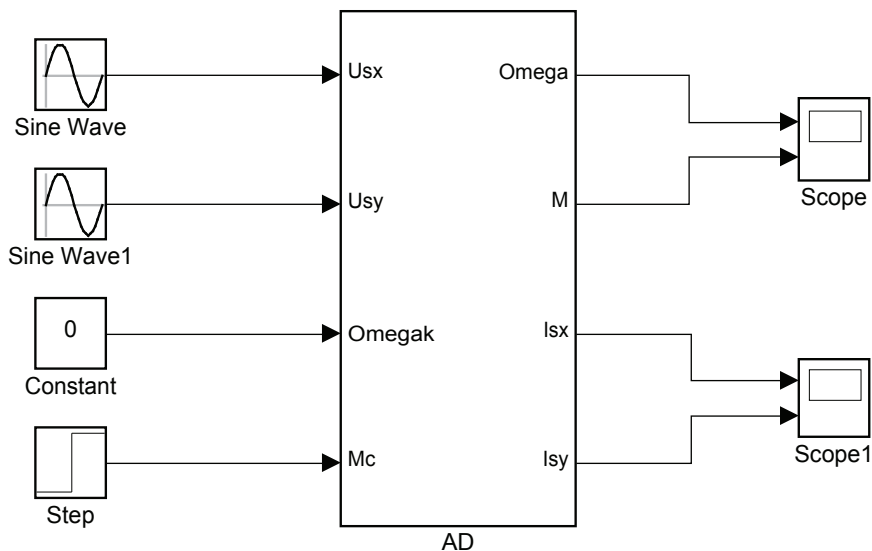 Usx
Omega
Sine Wave
Usy
M
Scope
Sine Wave1
0
Omegak
Isx
Constant
Mc
Isy
Scope1
Step
AD